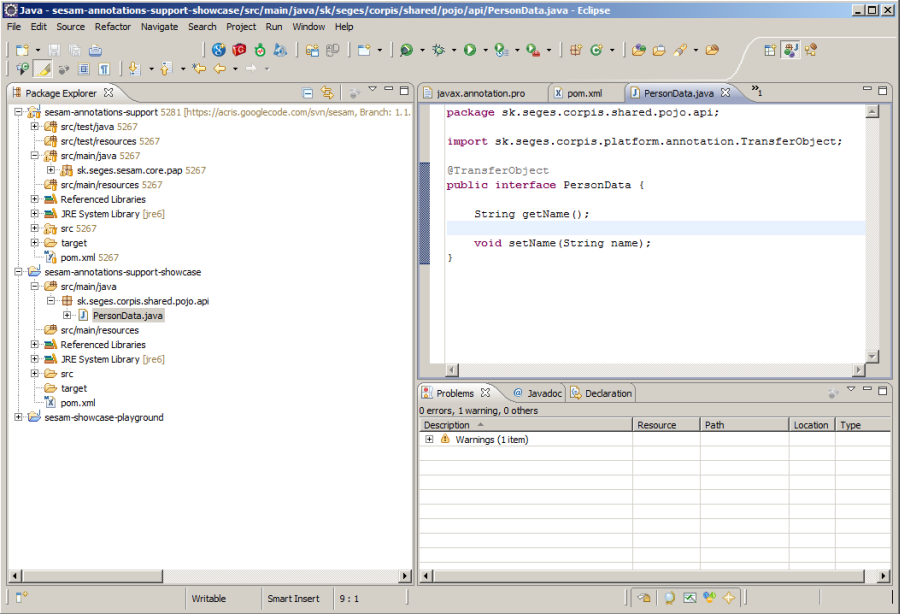 Java - sesam-annotations-support-showcase/src/main/java/sk/seges/corpis/shared/pojo/api/PersonData.java - Eclipse
File Edit Source Refactor Navigate Search Project Run Window Help
Package Explorer
sesam-annotations-support 5281 [https://acris.googlecode.com/svn/sesam, Branch: 1.1.
src/test/java 5267
src/test/resources 5267
src/main/java 5267
sk.seges.sesam.core.pap 5267
src/main/resources 5267
Referenced Libraries
JRE System Library [jre6]
src 5267
target
pom.xml 5267
sesam-annotations-support-showcase
src/main/java
sk.seges.corpis.shared.pojo.api
PersonData.java
src/main/resources
Referenced Libraries
JRE System Library [jre6]
src
target
pom.xml
sesam-showcase-playground
javax.annotation.pro pom.xml PersonData.java »1
package sk.seges.corpis.shared.pojo.api;
import sk.seges.corpis.platform.annotation.TransferObject;
@TransferObject
public interface PersonData {
String getName();
void setName(String name);
}
Problems @ Javadoc Declaration
0 errors, 1 warning, 0 others
Description Resource Path Location Type
Warnings (1 item)
Writable Smart Insert 9 : 1